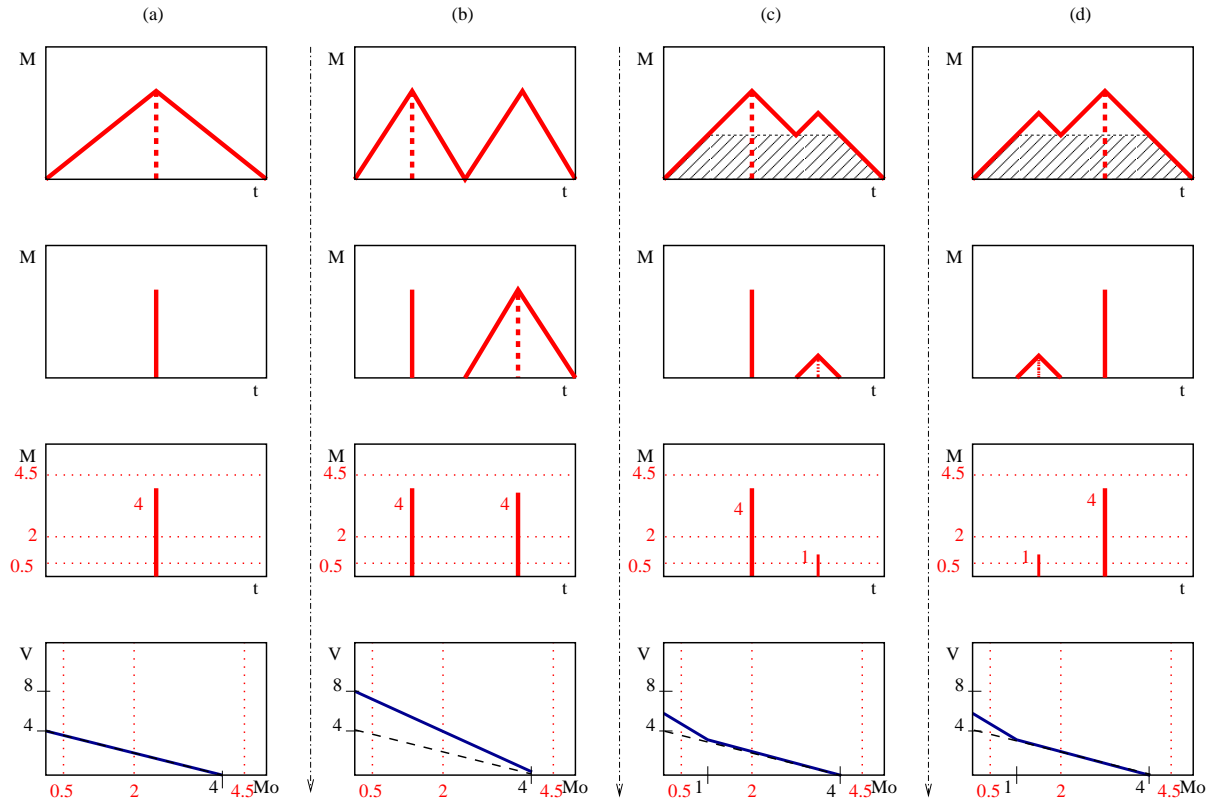 (a) (b) (c) (d)
M M M M
t t t t
M M M M
t t t t
M M M M
4.5 4.5 4.5 4.5
4 4 4 4 4
2 2 2 2
1 1
0.5 0.5 0.5 0.5
t t t t
V V V V
8 8 8 8
4 4 4 4
4 Mo 4 Mo 1 4 Mo 1 4 Mo
0.5 2 4.5 0.5 2 4.5 0.5 2 4.5 0.5 2 4.5